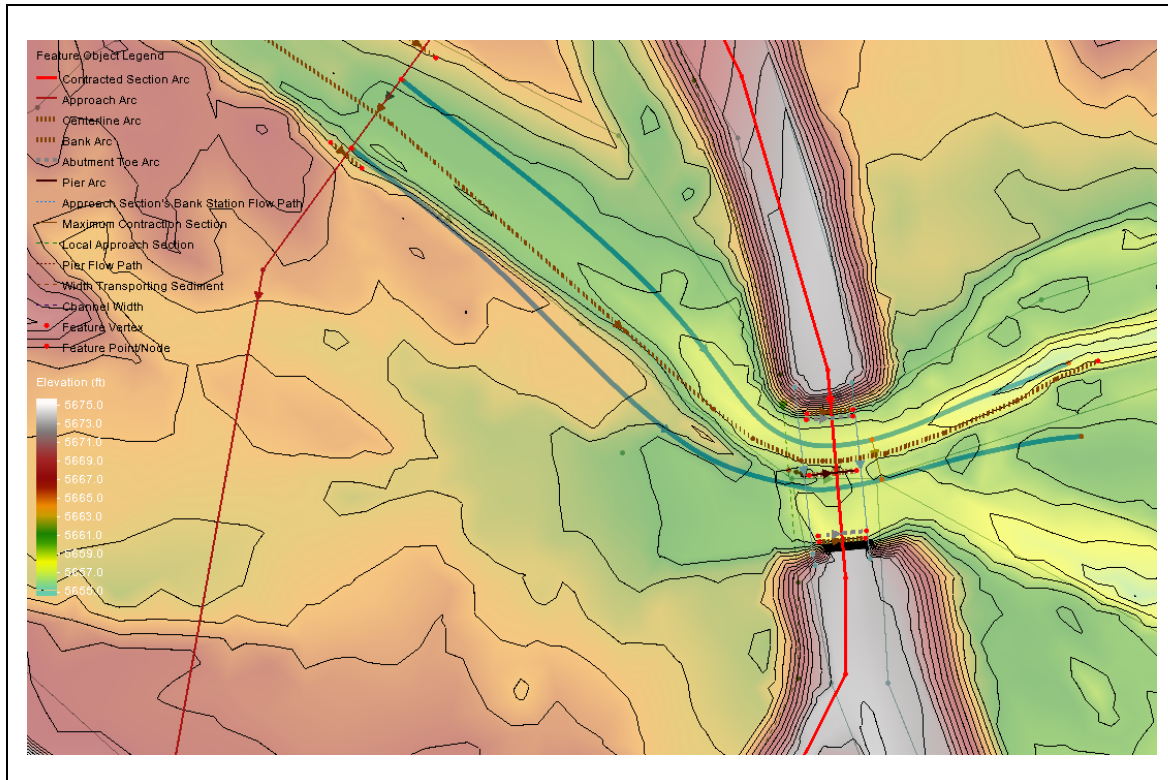 Feature Object Legend
Contracted Section Arc
Approach Arc
Centerline Arc
Bank Arc
Abutment Toe Arc
Pier Arc
Approach Section's Bank Station Flow Path
Maximum Contraction Section
Local Approach Section
Pier Flow Path
Width Transporting Sediment
Channel Width
Feature Vertex
Feature Point/Node
Elevation (ft)
5675.0
5673.0
5671.0
5669.0
5667.0
5665.0
5663.0
5661.0
5659.0
5657.0
5655.0